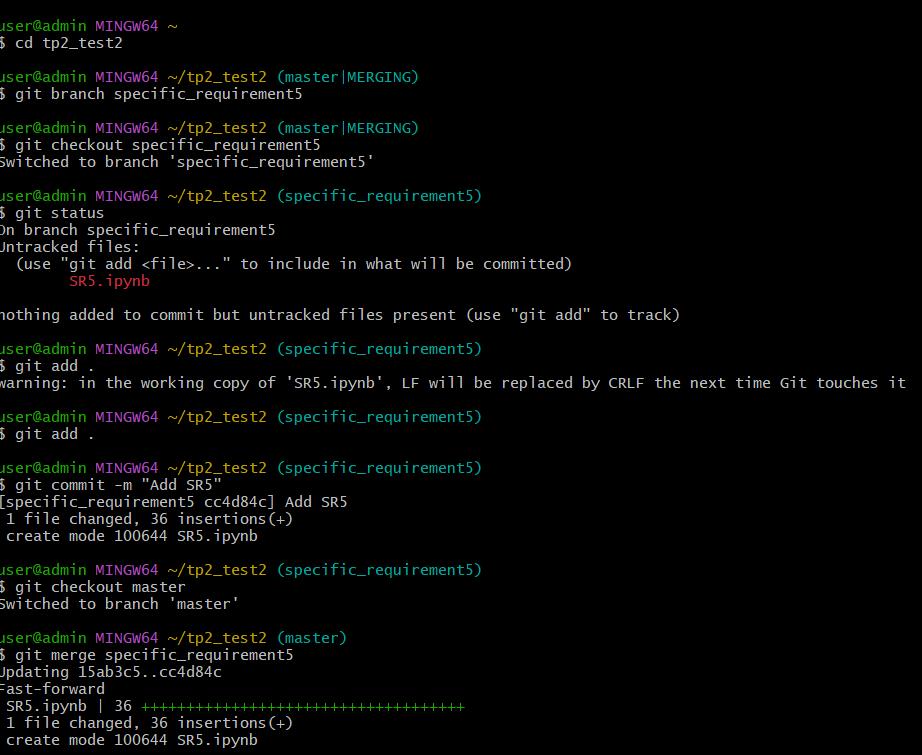 user@admin MINGW64 ~
$ cd tp2_test2
user@admin MINGW64 ~/tp2_test2 (master|MERGING)
$ git branch specific_requirement5
user@admin MINGW64 ~/tp2_test2 (master|MERGING)
$ git checkout specific_requirement5
Switched to branch 'specific_requirement5'
user@admin MINGW64 ~/tp2_test2 (specific_requirement5)
$ git status
On branch specific_requirement5
Untracked files:
  (use "git add <file>..." to include in what will be committed)
        SR5.ipynb
nothing added to commit but untracked files present (use "git add" to track)
user@admin MINGW64 ~/tp2_test2 (specific_requirement5)
$ git add .
warning: in the working copy of 'SR5.ipynb', LF will be replaced by CRLF the next time Git touches it
user@admin MINGW64 ~/tp2_test2 (specific_requirement5)
$ git add .
user@admin MINGW64 ~/tp2_test2 (specific_requirement5)
$ git commit -m "Add SR5"
[specific_requirement5 cc4d84c] Add SR5
 1 file changed, 36 insertions(+)
 create mode 100644 SR5.ipynb
user@admin MINGW64 ~/tp2_test2 (specific_requirement5)
$ git checkout master
Switched to branch 'master'
user@admin MINGW64 ~/tp2_test2 (master)
$ git merge specific_requirement5
Updating 15ab3c5..cc4d84c
Fast-forward
 SR5.ipynb | 36 ++++++++++++++++++++++++++++++++++++
 1 file changed, 36 insertions(+)
 create mode 100644 SR5.ipynb